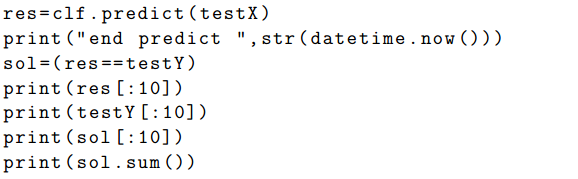 res=clf.predict(testX)
print("end predict ",str(datetime.now()))
sol=(res==testY)
print(res[:10])
print(testY[:10])
print(sol[:10])
print(sol.sum())